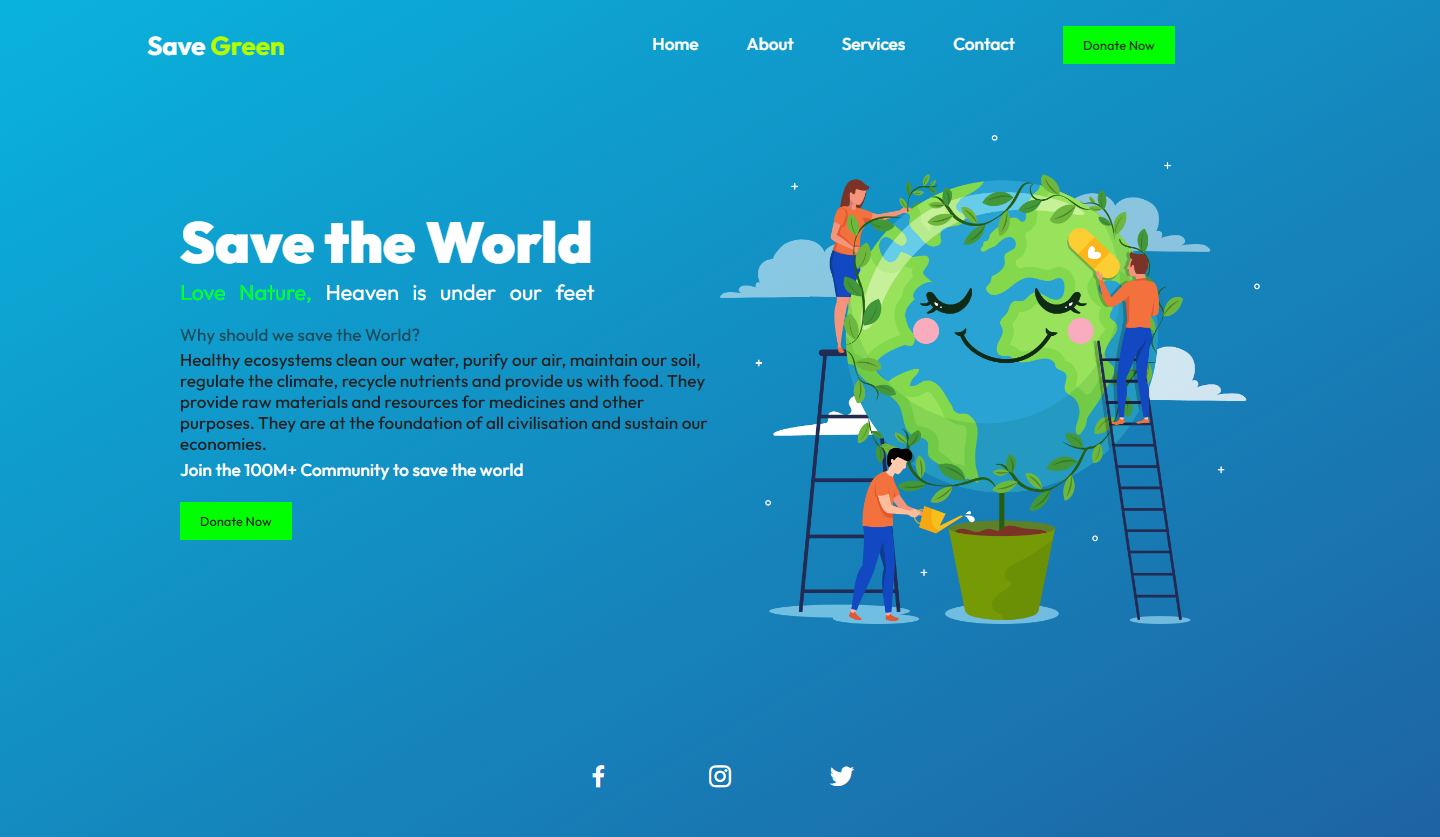 Save Green
Home About Services Contact Donate Now
Save the World
Love Nature, Heaven is under our feet
Why should we save the World?
Healthy ecosystems clean our water, purify our air, maintain our soil,
regulate the climate, recycle nutrients and provide us with food. They
provide raw materials and resources for medicines and other
purposes. They are at the foundation of all civilisation and sustain our
economies.
Join the 100M+ Community to save the world
Donate Now